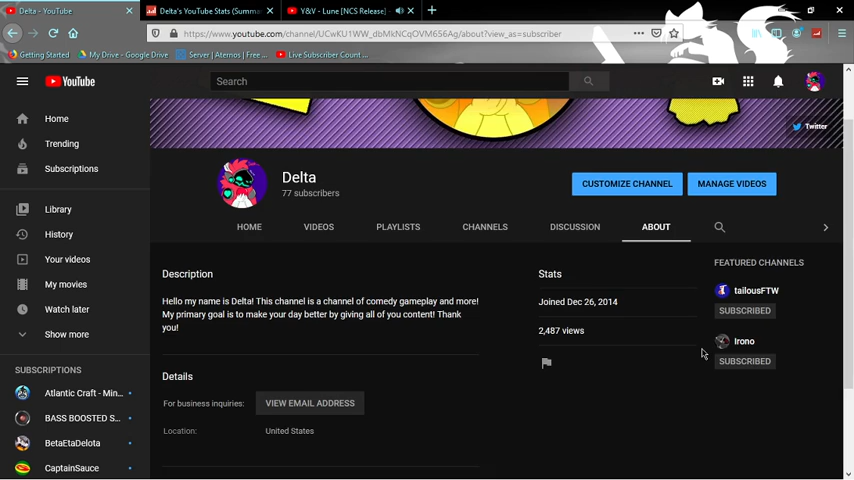 Delta - YouTube
Delta's YouTube Stats (Summar
Y&V - Lune [NCS Release] -
https://www.youtube.com/channel/UCwKU1WW_dbMkNCqOVM656Ag/about?view_as=subscriber
Getting Started
My Drive - Google Drive
Server | Aternos | Free ...
Live Subscriber Count ...
YouTube
Search
Home
Trending
Subscriptions
Library
History
Your videos
My movies
Watch later
Show more
SUBSCRIPTIONS
Atlantic Craft - Min...
BASS BOOSTED S...
BetaEtaDelota
CaptainSauce
Twitter
Delta
77 subscribers
CUSTOMIZE CHANNEL
MANAGE VIDEOS
HOME
VIDEOS
PLAYLISTS
CHANNELS
DISCUSSION
ABOUT
Description
Hello my name is Delta! This channel is a channel of comedy gameplay and more!
My primary goal is to make your day better by giving all of you content! Thank
you!
Details
For business inquiries:
VIEW EMAIL ADDRESS
Location:
United States
Stats
Joined Dec 26, 2014
2,487 views
FEATURED CHANNELS
tailousFTW
SUBSCRIBED
Irono
SUBSCRIBED